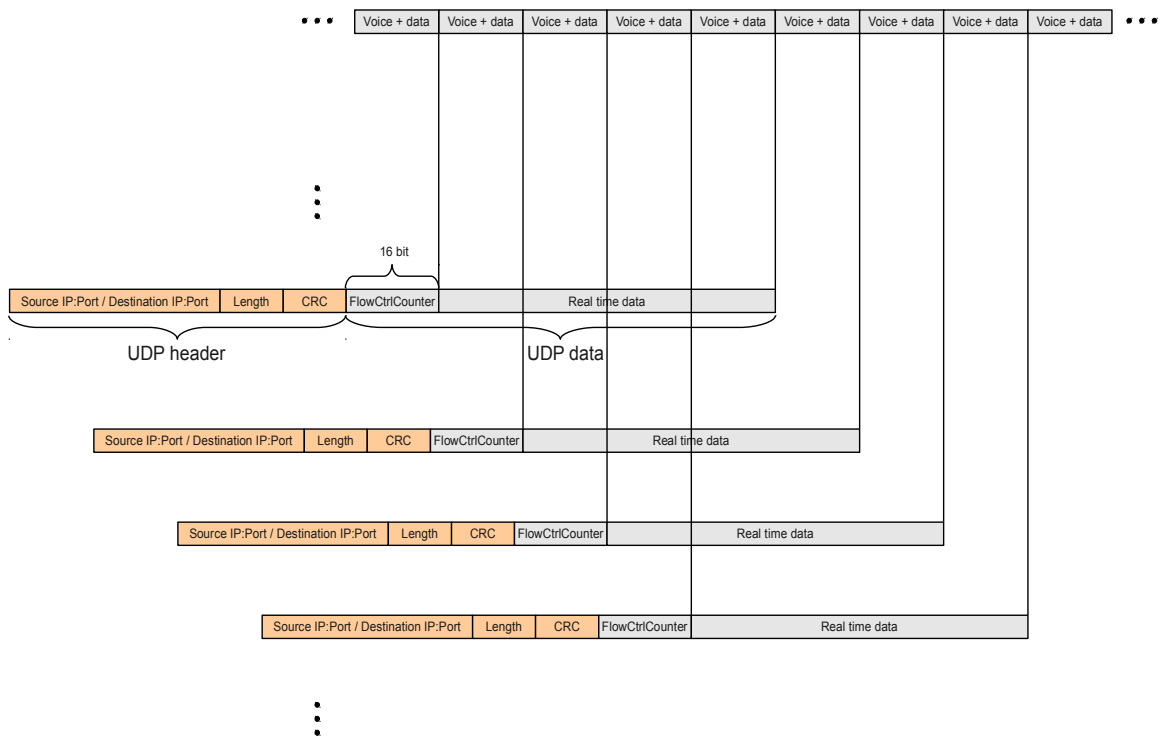 Voice + data Voice + data Voice + data Voice + data Voice + data Voice + data Voice + data Voice + data Voice + data
16 bit
Source IP:Port / Destination IP:Port Length CRC FlowCtrlCounter Real time data
UDP header UDP data
Source IP:Port / Destination IP:Port Length CRC FlowCtrlCounter Real time data
Source IP:Port / Destination IP:Port Length CRC FlowCtrlCounter Real time data
Source IP:Port / Destination IP:Port Length CRC FlowCtrlCounter Real time data